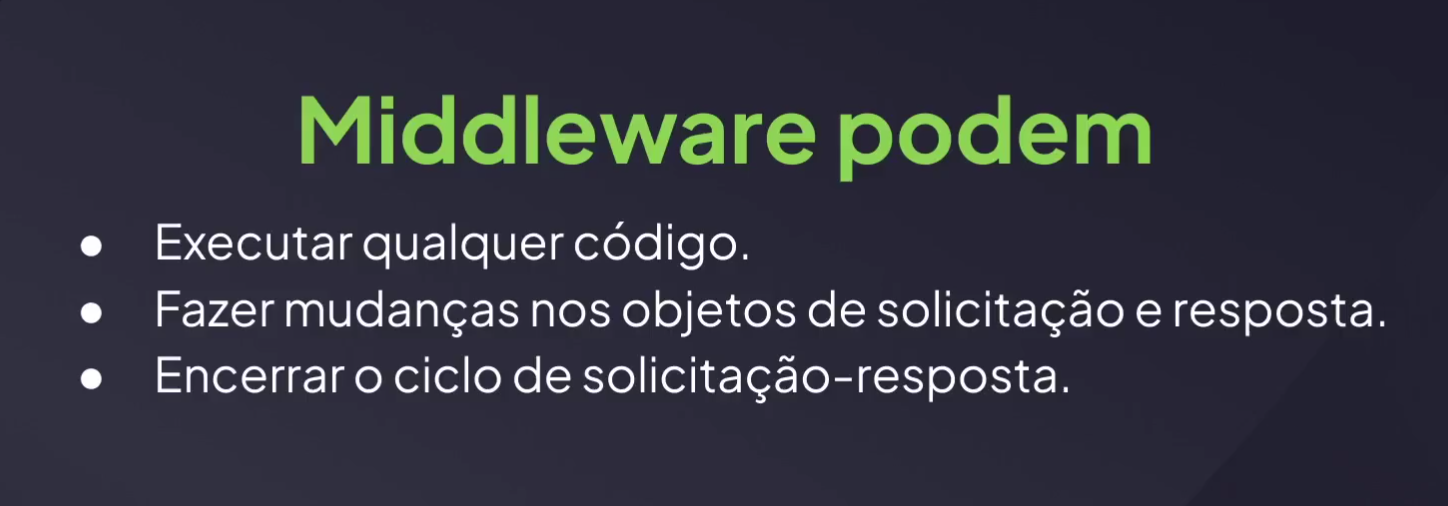 Middleware podem
● Executar qualquer código.
● Fazer mudanças nos objetos de solicitação e resposta.
● Encerrar o ciclo de solicitação-resposta.